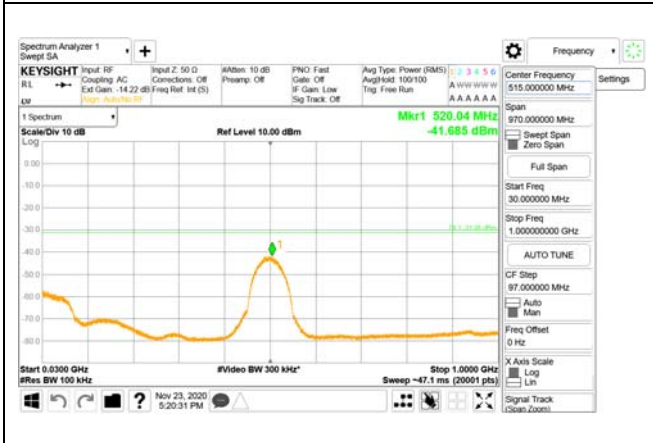 Spectrum Analyzer 1
Swept SA
+
Frequency
KEYSIGHT
RL
Input: RF
Coupling: AC
Ext Gain: -14.22 dB
Align: Auto/No RF
Input Z: 50 Ω
Corrections: Off
Freq Ref: Int (S)
#Atten: 10 dB
Preamp: Off
PNO: Fast
Gate: Off
IF Gain: Low
Sig Track: Off
Avg Type: Power (RMS)
Avg|Hold: 100/100
Trig: Free Run
1 2 3 4 5 6
A W W W W W
A A A A A A
1 Spectrum
Scale/Div 10 dB
Log
Ref Level 10.00 dBm
Mkr1 520.04 MHz
-41.685 dBm
0.00
-10.0
-20.0
-30.0
-40.0
-50.0
-60.0
-70.0
-80.0
1
Start 0.0300 GHz
#Res BW 100 kHz
#Video BW 300 kHz*
Stop 1.0000 GHz
Sweep ~47.1 ms (20001 pts)
?
Nov 23, 2020
5:20:31 PM
Center Frequency
515.000000 MHz
Settings
Span
970.000000 MHz
Swept Span
Zero Span
Full Span
Start Freq
30.000000 MHz
Stop Freq
1.000000000 GHz
AUTO TUNE
CF Step
97.000000 MHz
Auto
Man
Freq Offset
0 Hz
X Axis Scale
Log
Lin
Signal Track
(Span Zoom)